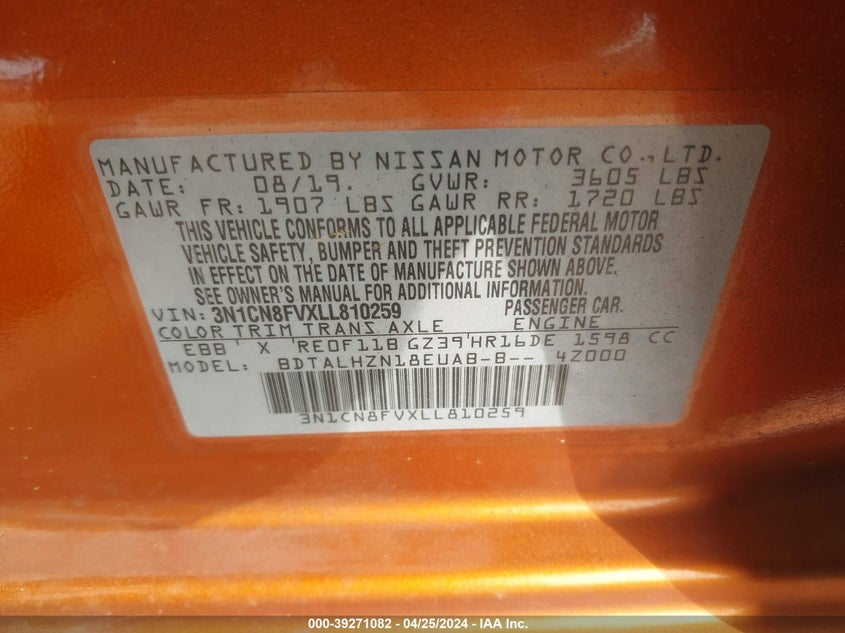 MANUFACTURED BY NISSAN MOTOR CO.,LTD.
DATE: 08/19. GVWR: 3605 LBS
GAWR FR: 1907 LBS GAWR RR: 1720 LBS
THIS VEHICLE CONFORMS TO ALL APPLICABLE FEDERAL MOTOR
VEHICLE SAFETY, BUMPER AND THEFT PREVENTION STANDARDS
IN EFFECT ON THE DATE OF MANUFACTURE SHOWN ABOVE.
SEE OWNER'S MANUAL FOR ADDITIONAL INFORMATION.
VIN: 3N1CN8FVXLL810259 PASSENGER CAR.
COLOR TRIM TRANS AXLE ENGINE
EBB X RE0F11B GZ39 HR16DE 1598 CC
MODEL: BDTALHZN18EUAB-B-- 4Z000
3N1CN8FVXLL810259
000-39271082 - 04/25/2024 - IAA Inc.